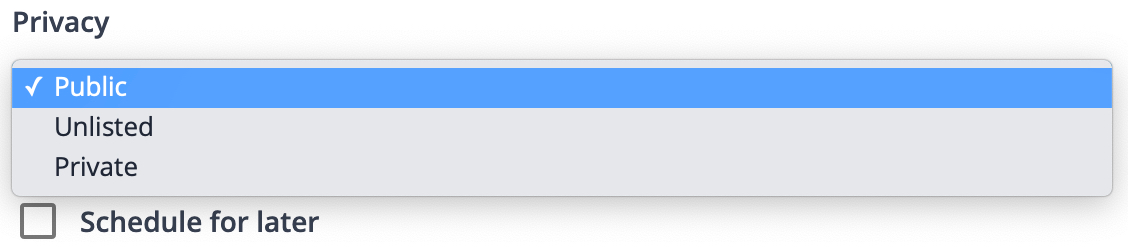 Privacy
✓ Public
Unlisted
Private
Schedule for later